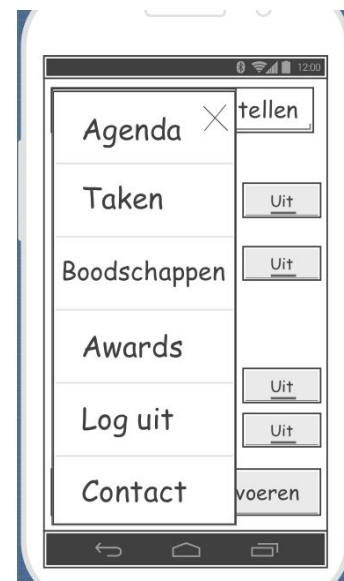 12:00
tellen
Agenda
Taken
Uit
Boodschappen
Uit
Awards
Uit
Log uit
Uit
Contact
voeren